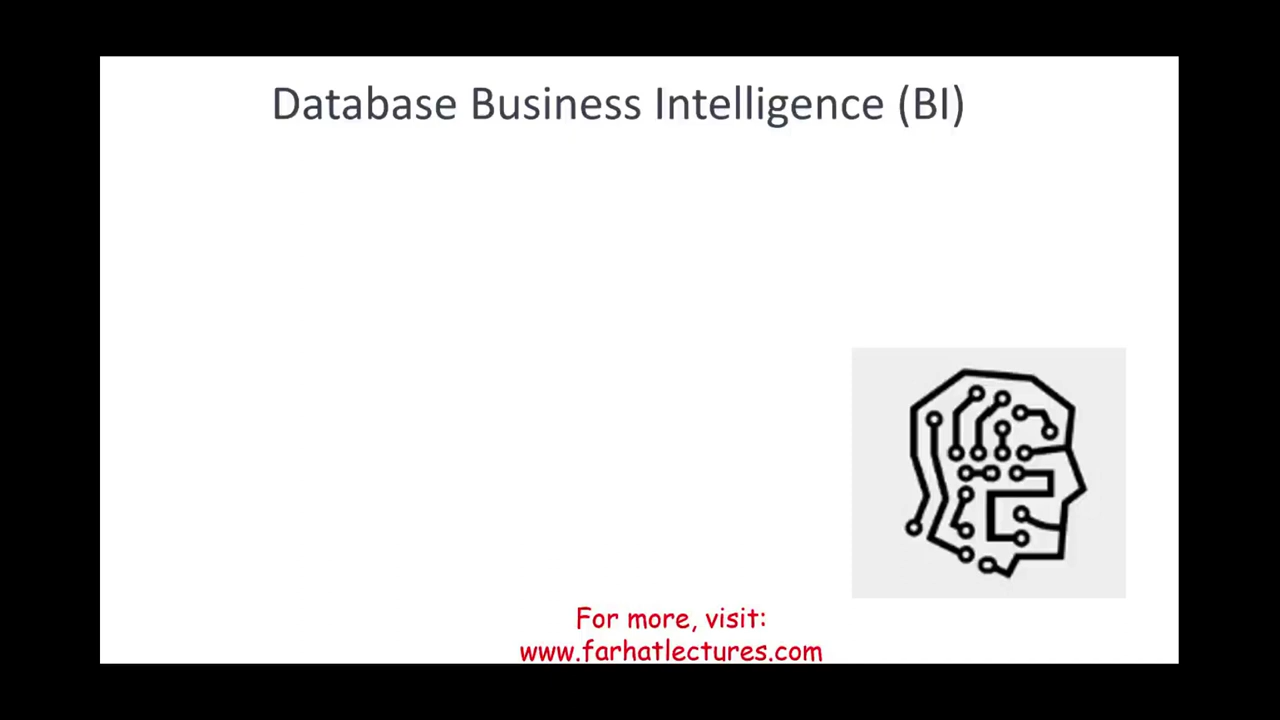 Database Business Intelligence (BI)
For more, visit:
www.farhatlectures.com